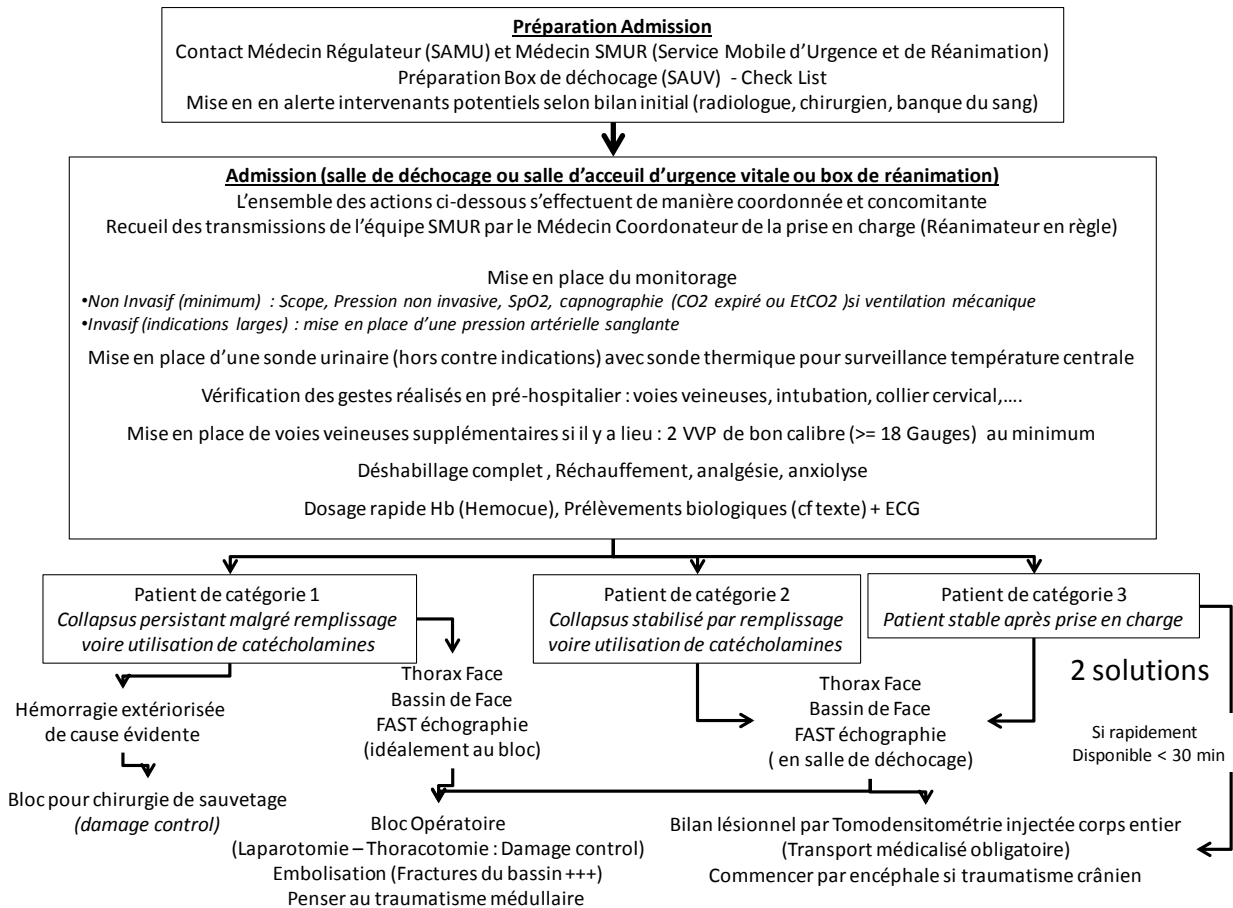 Préparation Admission
Contact Médecin Régulateur (SAMU) et Médecin SMUR (Service Mobile d'Urgence et de Réanimation)
Préparation Box de déchocage (SAUV) - Check List
Mise en en alerte intervenants potentiels selon bilan initial (radiologue, chirurgien, banque du sang)
Admission (salle de déchocage ou salle d'acceuil d'urgence vitale ou box de réanimation)
L'ensemble des actions ci-dessous s'effectuent de manière coordonnée et concomitante
Recueil des transmissions de l'équipe SMUR par le Médecin Coordonateur de la prise en charge (Réanimateur en règle)
Mise en place du monitorage
•Non Invasif (minimum) : Scope, Pression non invasive, SpO2, capnographie (CO2 expiré ou EtCO2 )si ventilation mécanique
•Invasif (indications larges) : mise en place d'une pression artérielle sanglante
Mise en place d'une sonde urinaire (hors contre indications) avec sonde thermique pour surveillance température centrale
Vérification des gestes réalisés en pré-hospitalier : voies veineuses, intubation, collier cervical,....
Mise en place de voies veineuses supplémentaires si il y a lieu : 2 VVP de bon calibre (>= 18 Gauges) au minimum
Déshabillage complet , Réchauffement, analgésie, anxiolyse
Dosage rapide Hb (Hemocue), Prélèvements biologiques (cf texte) + ECG
Patient de catégorie 1
Collapsus persistant malgré remplissage
voire utilisation de catécholamines
Patient de catégorie 2
Collapsus stabilisé par remplissage
voire utilisation de catécholamines
Patient de catégorie 3
Patient stable après prise en charge
Hémorragie extériorisée
de cause évidente
Bloc pour chirurgie de sauvetage
(damage control)
Thorax Face
Bassin de Face
FAST échographie
(idéalement au bloc)
Thorax Face
Bassin de Face
FAST échographie
( en salle de déchocage)
2 solutions
Si rapidement
Disponible < 30 min
Bloc Opératoire
(Laparotomie – Thoracotomie : Damage control)
Embolisation (Fractures du bassin +++)
Penser au traumatisme médullaire
Bilan lésionnel par Tomodensitométrie injectée corps entier
(Transport médicalisé obligatoire)
Commencer par encéphale si traumatisme crânien